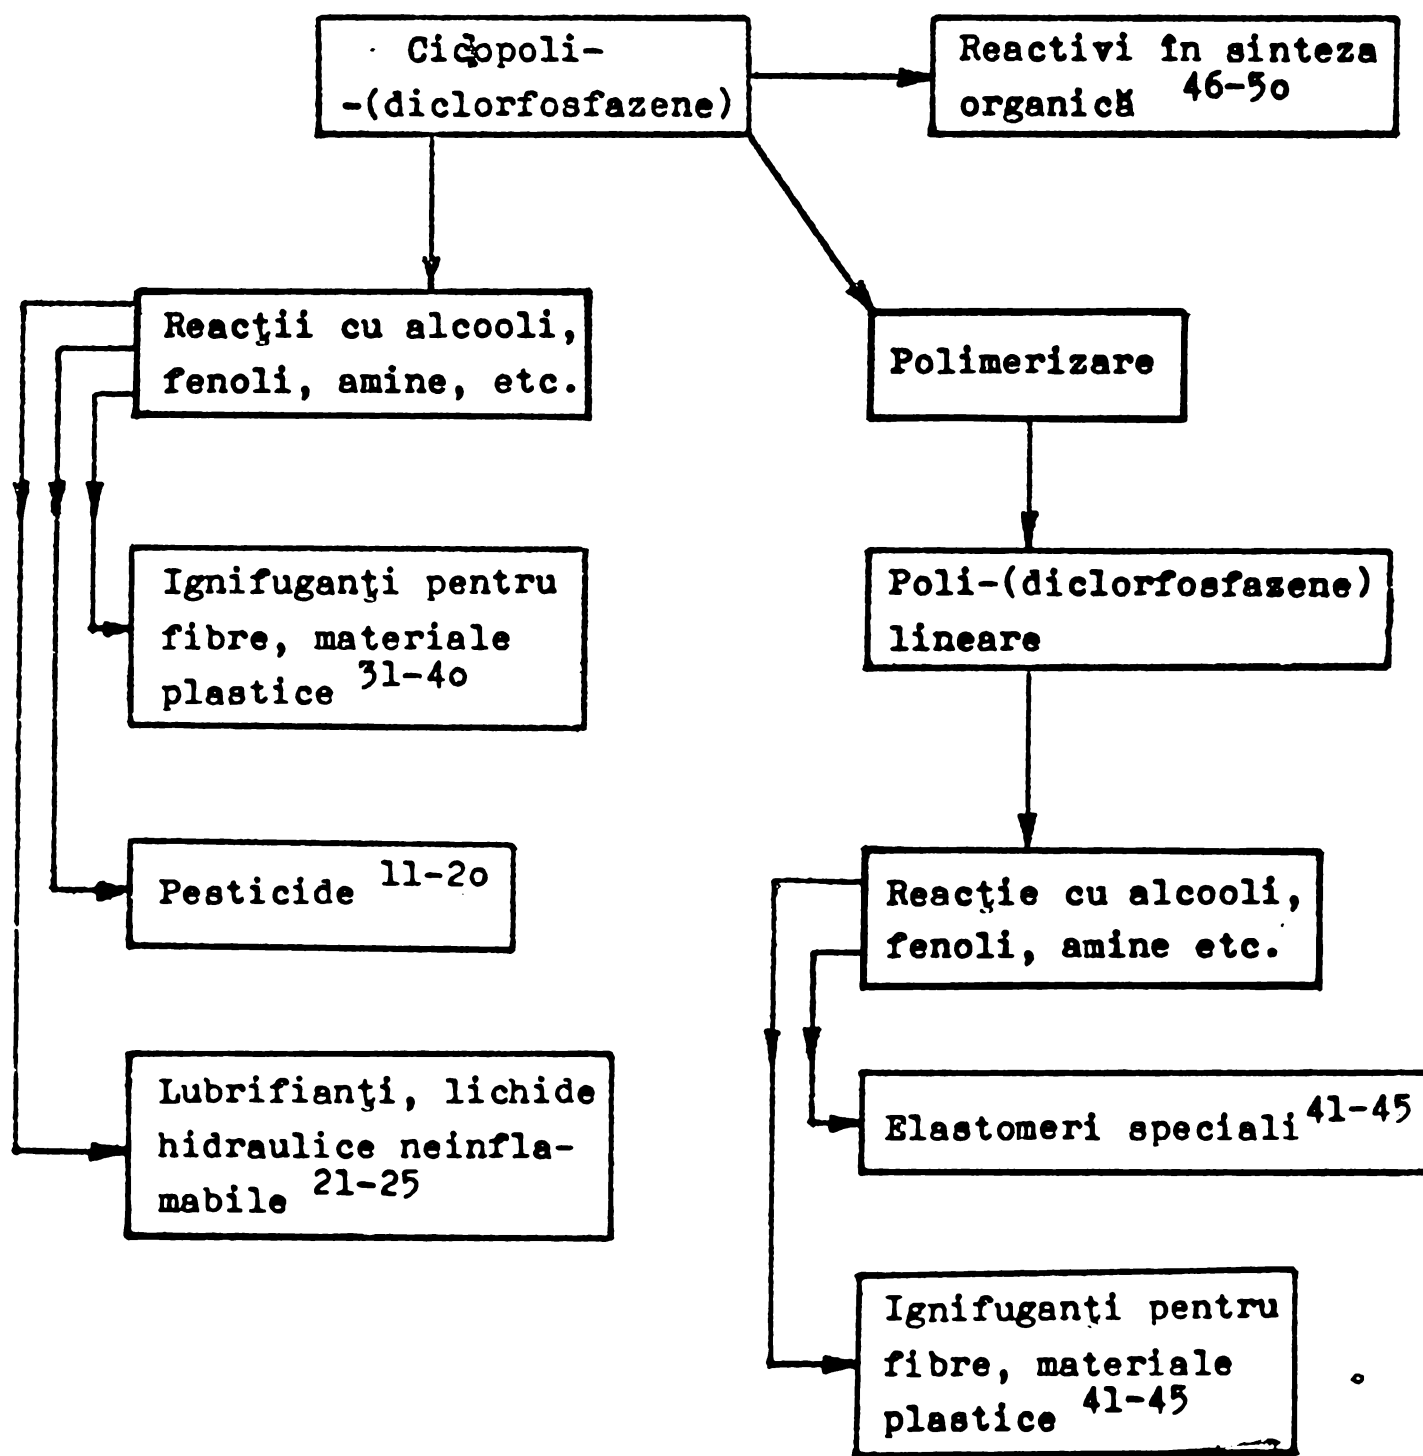 Ciclopoli-
-(diclorfosfazene)
Reactivi în sinteza
organică 46-5o
Reacţii cu alcooli,
fenoli, amine, etc.
Polimerizare
Ignifuganţi pentru
fibre, materiale
plastice 31-4o
Poli-(diclorfosfazene)
lineare
Pesticide 11-2o
Reacţie cu alcooli,
fenoli, amine etc.
Lubrifianţi, lichide
hidraulice neinfla-
mabile 21-25
Elastomeri speciali 41-45
Ignifuganţi pentru
fibre, materiale
plastice 41-45